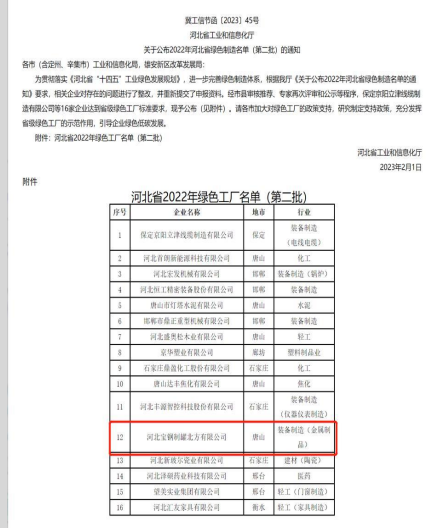 冀工信节函〔2023〕45号
河北省工业和信息化厅
关于公布2022年河北省绿色制造名单(第二批)的通知
各市(含定州、辛集市)工业和信息化局,雄安新区改革发展局:
为贯彻落实《河北省“十四五”工业绿色发展规划》,进一步完善绿色制造体系,根据我厅《关于公布2022年河北省绿色制造名单的通
知》要求,相关企业对存在的问题进行了整改,并重新提交了申报资料。经市县审核推荐、专家再次评审和公示等程序,保定京阳立津线缆制
造有限公司等16家企业达到省级绿色工厂标准要求,现予公布(见附件)。请各市加大对绿色工厂的政策支持,研究制定支持政策,充分发挥
省级绿色工厂的示范作用,引导企业绿色低碳发展。
附件:河北省2022年绿色工厂名单(第二批)
河北省工业和信息化厅
2023年2月1日
附件
河北省2022年绿色工厂名单(第二批)
序号 企业名称 地市 行业
1 保定京阳立津线缆制造有限公司 保定 装备制造
(电线电缆)
2 河北首朗新能源科技有限公司 唐山 化工
3 河北宏发机械有限公司 邯郸 装备制造(锅炉)
4 河北恒工精密装备股份有限公司 邯郸 装备制造
5 唐山市灯塔水泥有限公司 唐山 水泥
6 邯郸市鼎正重型机械有限公司 邯郸 装备制造
7 河北盛奥松木业有限公司 唐山 轻工
8 京华塑业有限公司 廊坊 塑料制品业
9 石家庄鼎盈化工股份有限公司 石家庄 化工
10 唐山达丰焦化有限公司 唐山 焦化
11 河北丰源智控科技股份有限公司 石家庄 装备制造
(仪器仪表制造)
12 河北宝钢制罐北方有限公司 唐山 装备制造(金属制
品)
13 河北新玻尔瓷业有限公司 石家庄 建材(陶瓷)
14 河北泽硕药业科技有限公司 邢台 医药
15 望美实业集团有限公司 邢台 轻工(门窗制造)
16 河北汇友家具有限公司 衡水 轻工(家具制造)